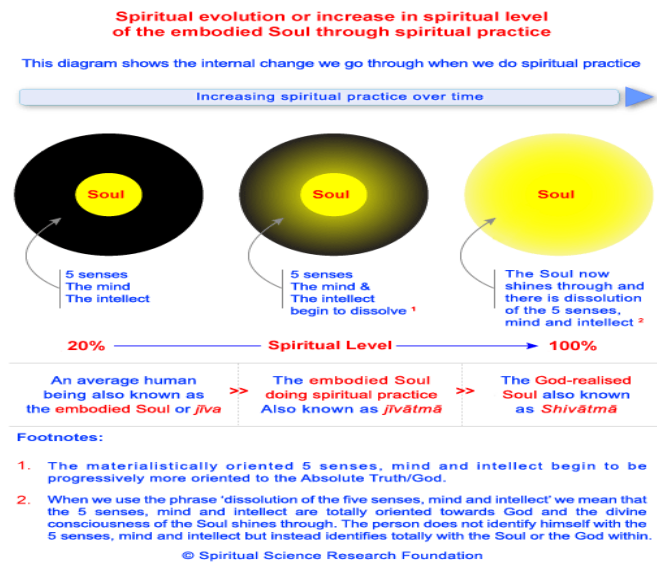 Spiritual evolution or increase in spiritual level
of the embodied Soul through spiritual practice
This diagram shows the internal change we go through when we do spiritual practice
Increasing spiritual practice over time
Soul
Soul
Soul
5 senses
The mind
The intellect
5 senses
The mind &
The intellect
begin to dissolve ¹
The Soul now
shines through and
there is dissolution
of the 5 senses,
mind and intellect ²
20% Spiritual Level 100%
An average human
being also known as
the embodied Soul or jīva
>>
The embodied Soul
doing spiritual practice
Also known as jīvātmā
>>
The God-realised
Soul also known
as Shivātmā
Footnotes:
1. The materialistically oriented 5 senses, mind and intellect begin to be
progressively more oriented to the Absolute Truth/God.
2. When we use the phrase ‘dissolution of the five senses, mind and intellect’ we mean that
the 5 senses, mind and intellect are totally oriented towards God and the divine
consciousness of the Soul shines through. The person does not identify himself with the
5 senses, mind and intellect but instead identifies totally with the Soul or the God within.
© Spiritual Science Research Foundation